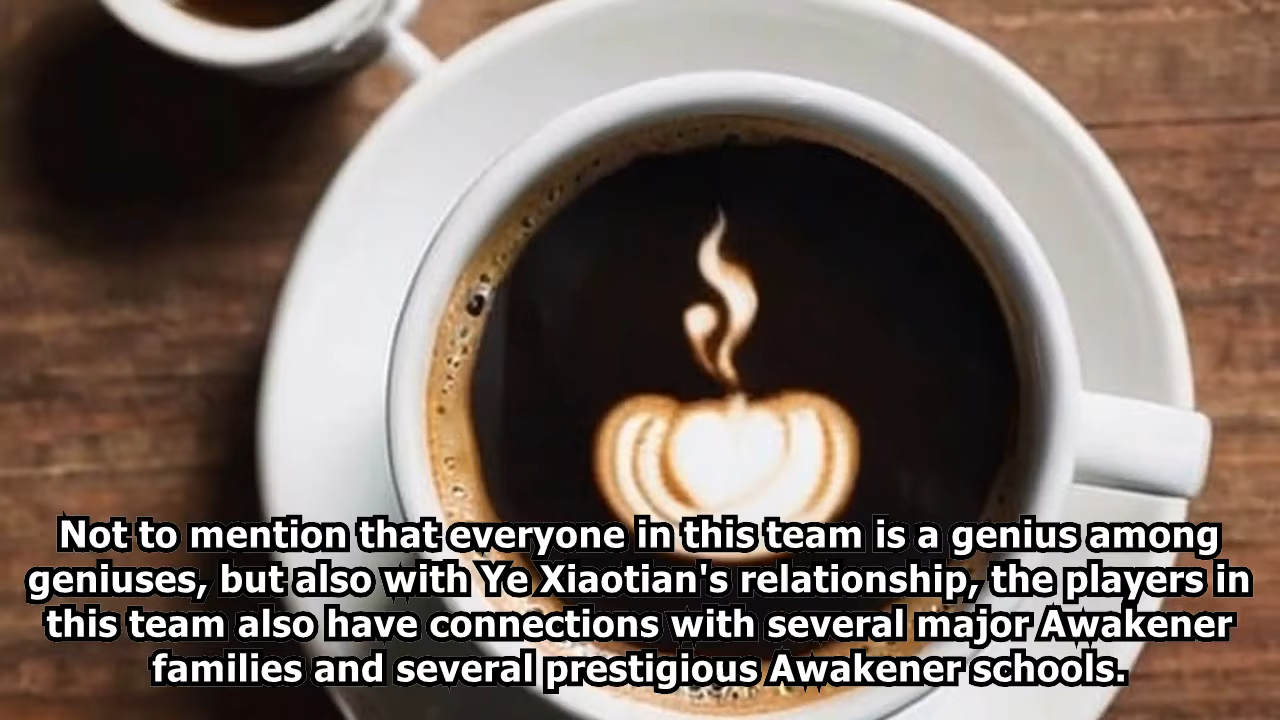 Not to mention that everyone in this team is a genius among
geniuses, but also with Ye Xiaotian's relationship, the players in
this team also have connections with several major Awakener
families and several prestigious Awakener schools.